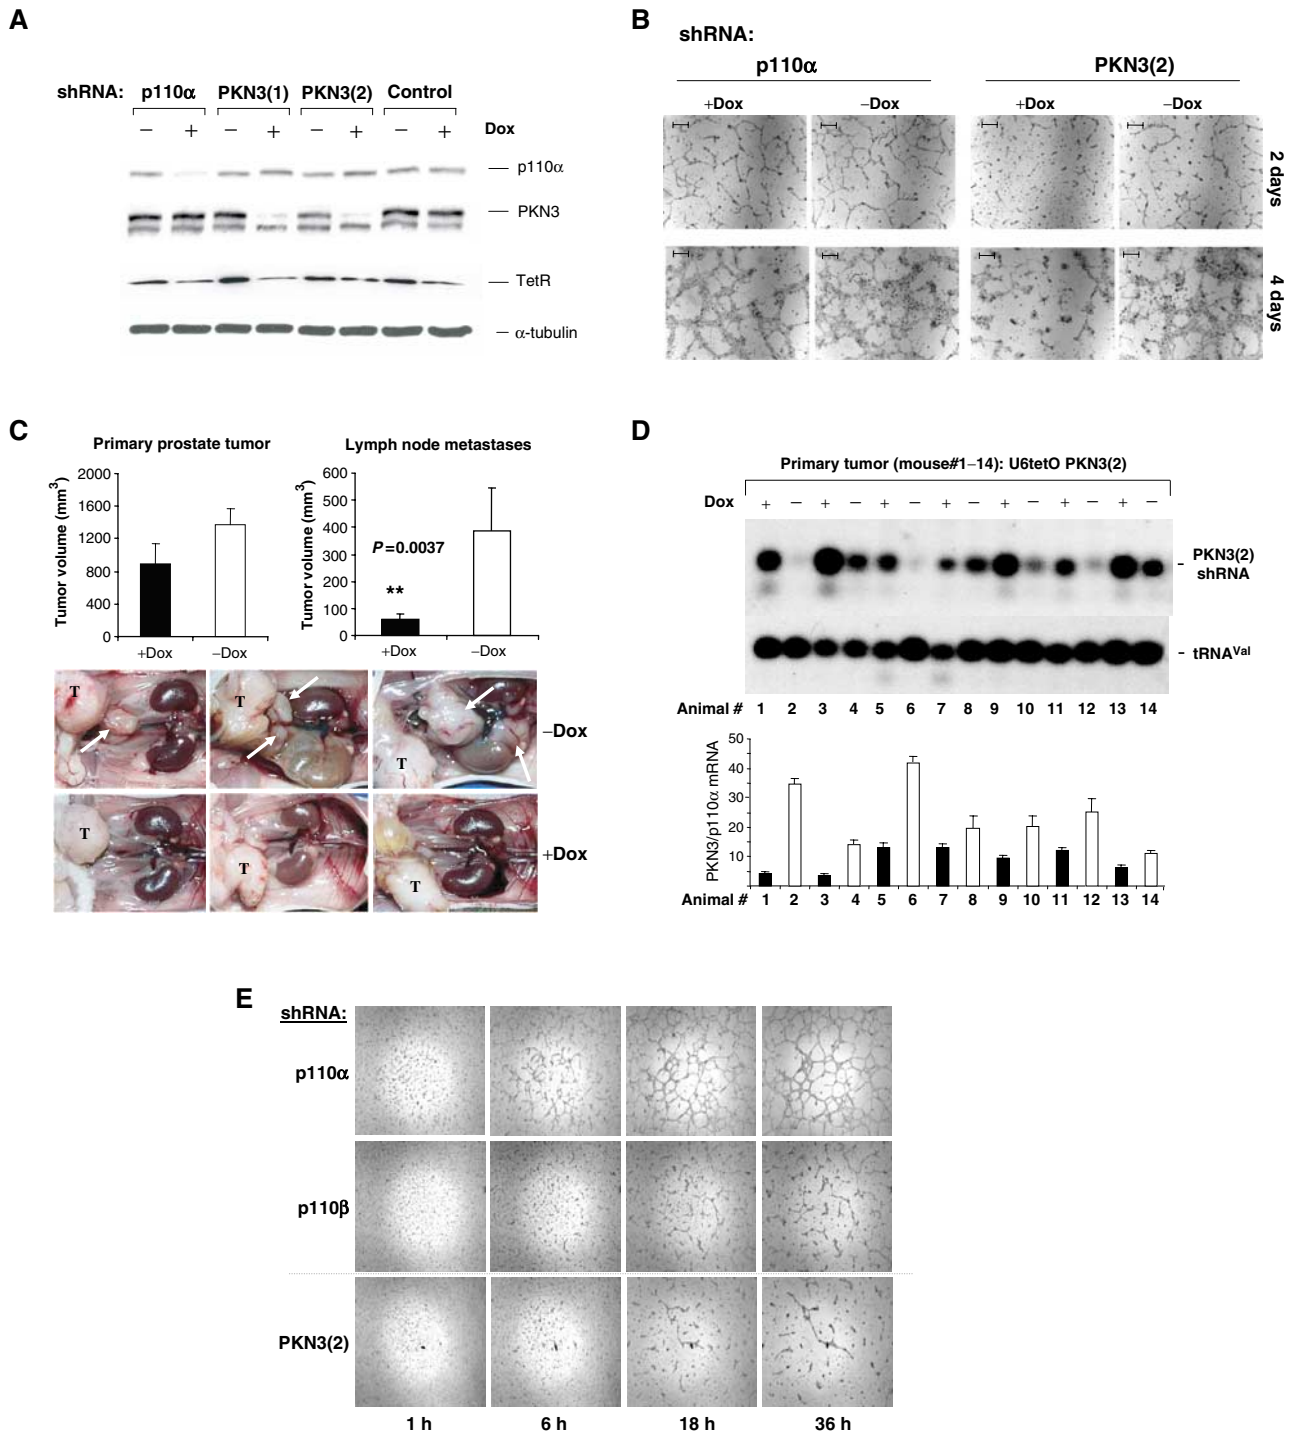 A
shRNA: p110α PKN3(1) PKN3(2) Control
− + − + − + − + Dox
p110α
PKN3
TetR
α-tubulin
B
shRNA:
p110α PKN3(2)
+Dox −Dox +Dox −Dox
2 days
4 days
C
Primary prostate tumor
Tumor volume (mm3)
2000
1600
1200
800
400
0
+Dox −Dox
Lymph node metastases
Tumor volume (mm3)
600
500
400
300
200
100
0
P=0.0037
**
+Dox −Dox
T T T
−Dox
T T T
+Dox
D
Primary tumor (mouse#1–14): U6tetO PKN3(2)
Dox + − + − + − + − + − + − + −
PKN3(2)
shRNA
tRNAVal
Animal # 1 2 3 4 5 6 7 8 9 10 11 12 13 14
PKN3/p110α mRNA
50
40
30
20
10
Animal # 1 2 3 4 5 6 7 8 9 10 11 12 13 14
E
shRNA:
p110α
p110β
PKN3(2)
1 h 6 h 18 h 36 h